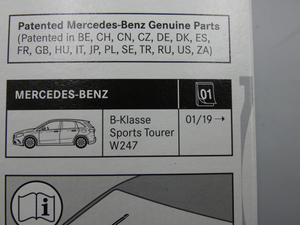 Patented Mercedes-Benz Genuine Parts
(Patented in BE, CH, CN, CZ, DE, DK, ES,
FR, GB, HU, IT, JP, PL, SE, TR, RU, US, ZA)
MERCEDES-BENZ
01
B-Klasse
Sports Tourer
W247
01/19 →
i